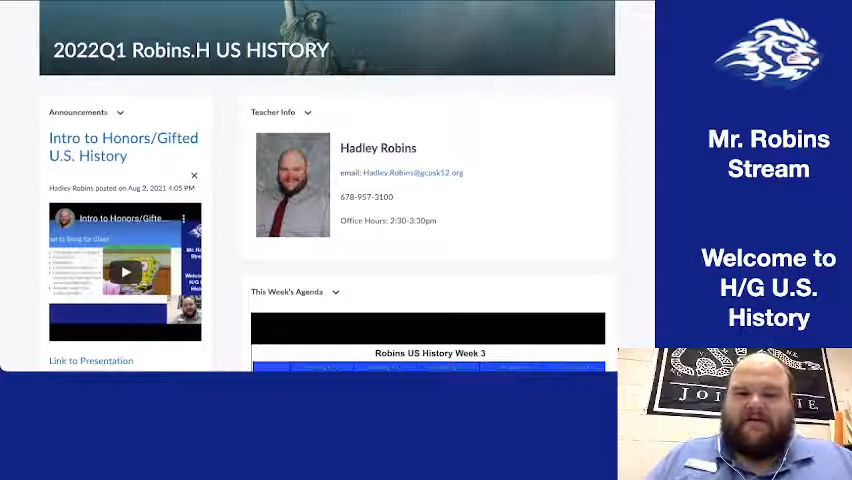 2022Q1 Robins.H US HISTORY
Announcements
Intro to Honors/Gifted
U.S. History
Hadley Robins posted on Aug 2, 2021 4:05 PM
Intro to Honors/Gifte...
Link to Presentation
Teacher Info
Hadley Robins
email: Hadley.Robins@gcpsk12.org
678-957-3100
Office Hours: 2:30-3:30pm
This Week's Agenda
Robins US History Week 3
Mr. Robins
Stream
Welcome to
H/G U.S.
History